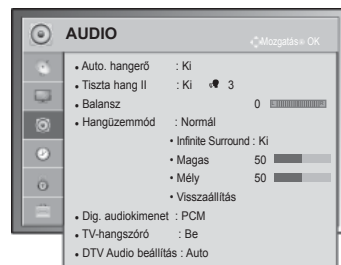 AUDIO
Mozgatás OK
• Auto. hangerő : Ki
• Tiszta hang II : Ki 3
• Balansz 0
• Hangüzemmód : Normál
• Infinite Surround : Ki
• Magas 50
• Mély 50
• Visszaállítás
• Dig. audiokimenet : PCM
• TV-hangszóró : Be
• DTV Audio beállítás : Auto